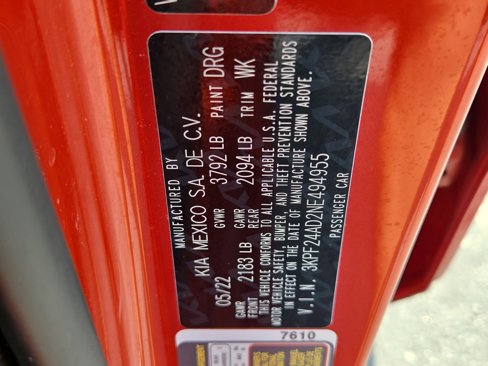 MANUFACTURED BY
KIA MEXICO S.A. DE C.V.
05/22 GVWR 3792 LB PAINT DRG
GAWR FRONT 2183 LB GAWR REAR 2094 LB TRIM WK
THIS VEHICLE CONFORMS TO ALL APPLICABLE U.S.A. FEDERAL
MOTOR VEHICLE SAFETY, BUMPER, AND THEFT PREVENTION STANDARDS
IN EFFECT ON THE DATE OF MANUFACTURE SHOWN ABOVE.
V.I.N. 3KPF24AD2NE494955
PASSENGER CAR
7610